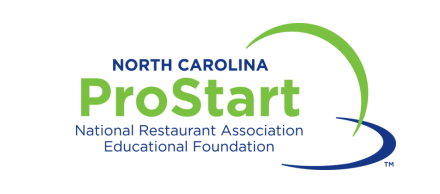 NORTH CAROLINA
ProStart
National Restaurant Association
Educational Foundation
TM